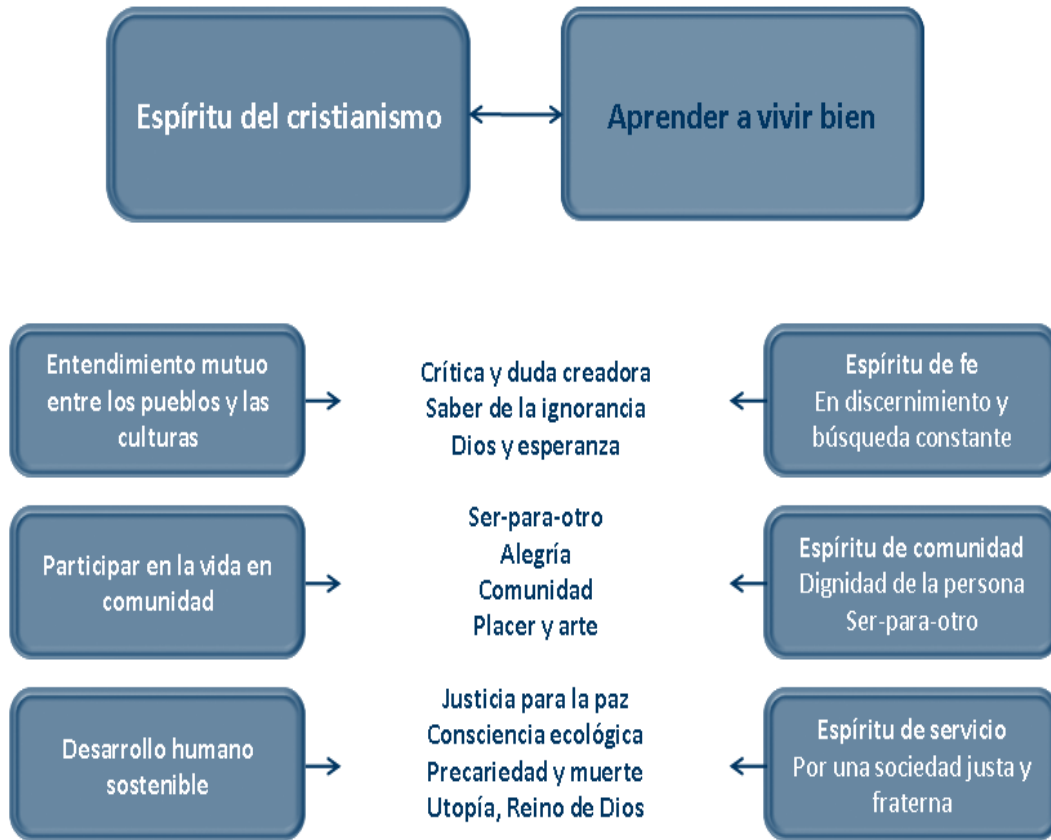 Espíritu del cristianismo
Aprender a vivir bien
Entendimiento mutuo
entre los pueblos y las
culturas
Crítica y duda creadora
Saber de la ignorancia
Dios y esperanza
Espíritu de fe
En discernimiento y
búsqueda constante
Participar en la vida en
comunidad
Ser-para-otro
Alegría
Comunidad
Placer y arte
Espíritu de comunidad
Dignidad de la persona
Ser-para-otro
Desarrollo humano
sostenible
Justicia para la paz
Consciencia ecológica
Precariedad y muerte
Utopía, Reino de Dios
Espíritu de servicio
Por una sociedad justa y
fraterna